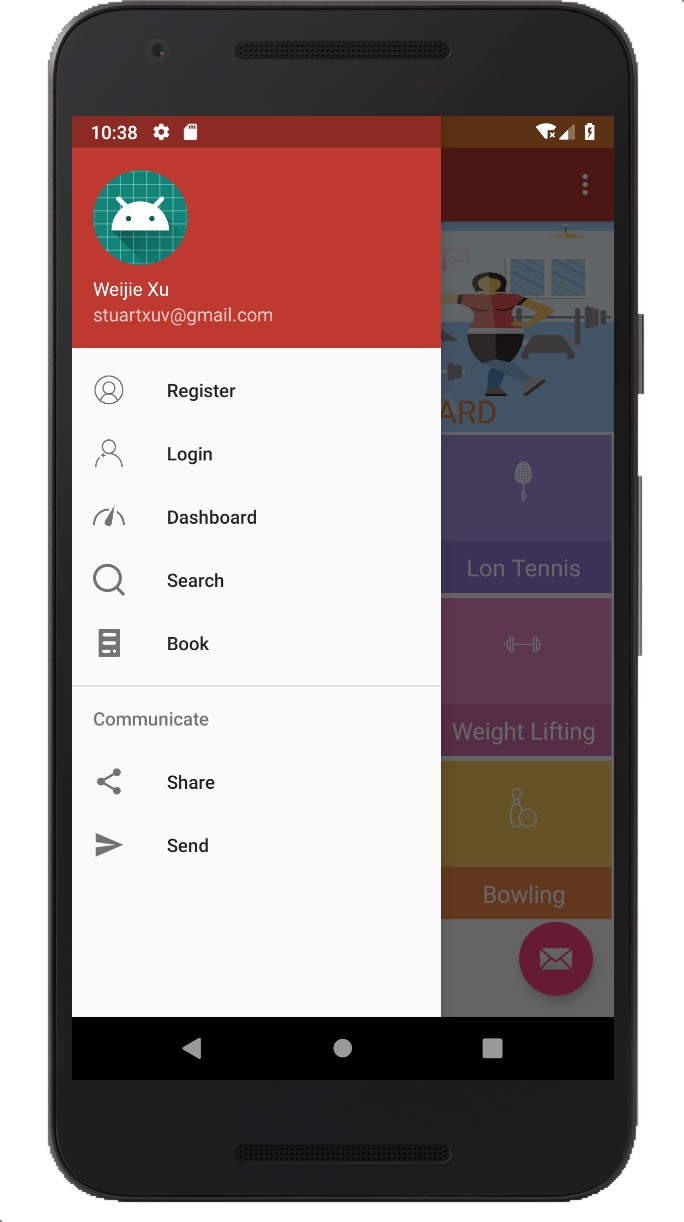 10:38
Weijie Xu
stuartxuv@gmail.com
Register
Login
Dashboard
Search
Book
Communicate
Share
Send
ARD
Lon Tennis
Weight Lifting
Bowling